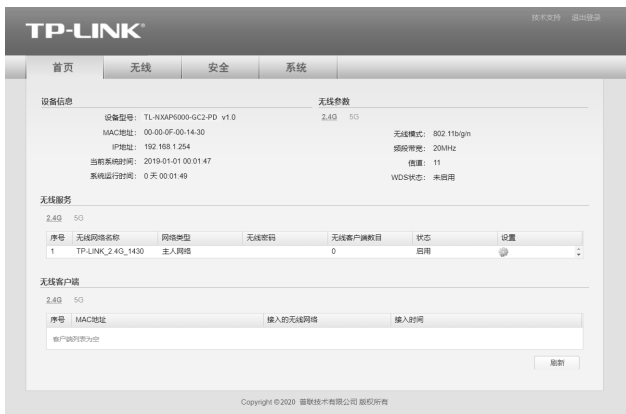 技术支持 退出登录
TP-LINK®
首页 无线 安全 系统
设备信息
设备型号: TL-NXAP6000-GC2-PD v1.0
MAC地址: 00-00-0F-00-14-30
IP地址: 192.168.1.254
当前系统时间: 2019-01-01 00:01:47
系统运行时间: 0 天 00:01:49
无线参数
2.4G 5G
无线模式: 802.11b/g/n
频段带宽: 20MHz
信道: 11
WDS状态: 未启用
无线服务
2.4G 5G
序号 无线网络名称 网络类型 无线密码 无线客户端数目 状态 设置
1 TP-LINK_2.4G_1430 主人网络 0 启用
无线客户端
2.4G 5G
序号 MAC地址 接入的无线网络 接入时间
客户端列表为空
刷新
Copyright © 2020 普联技术有限公司 版权所有